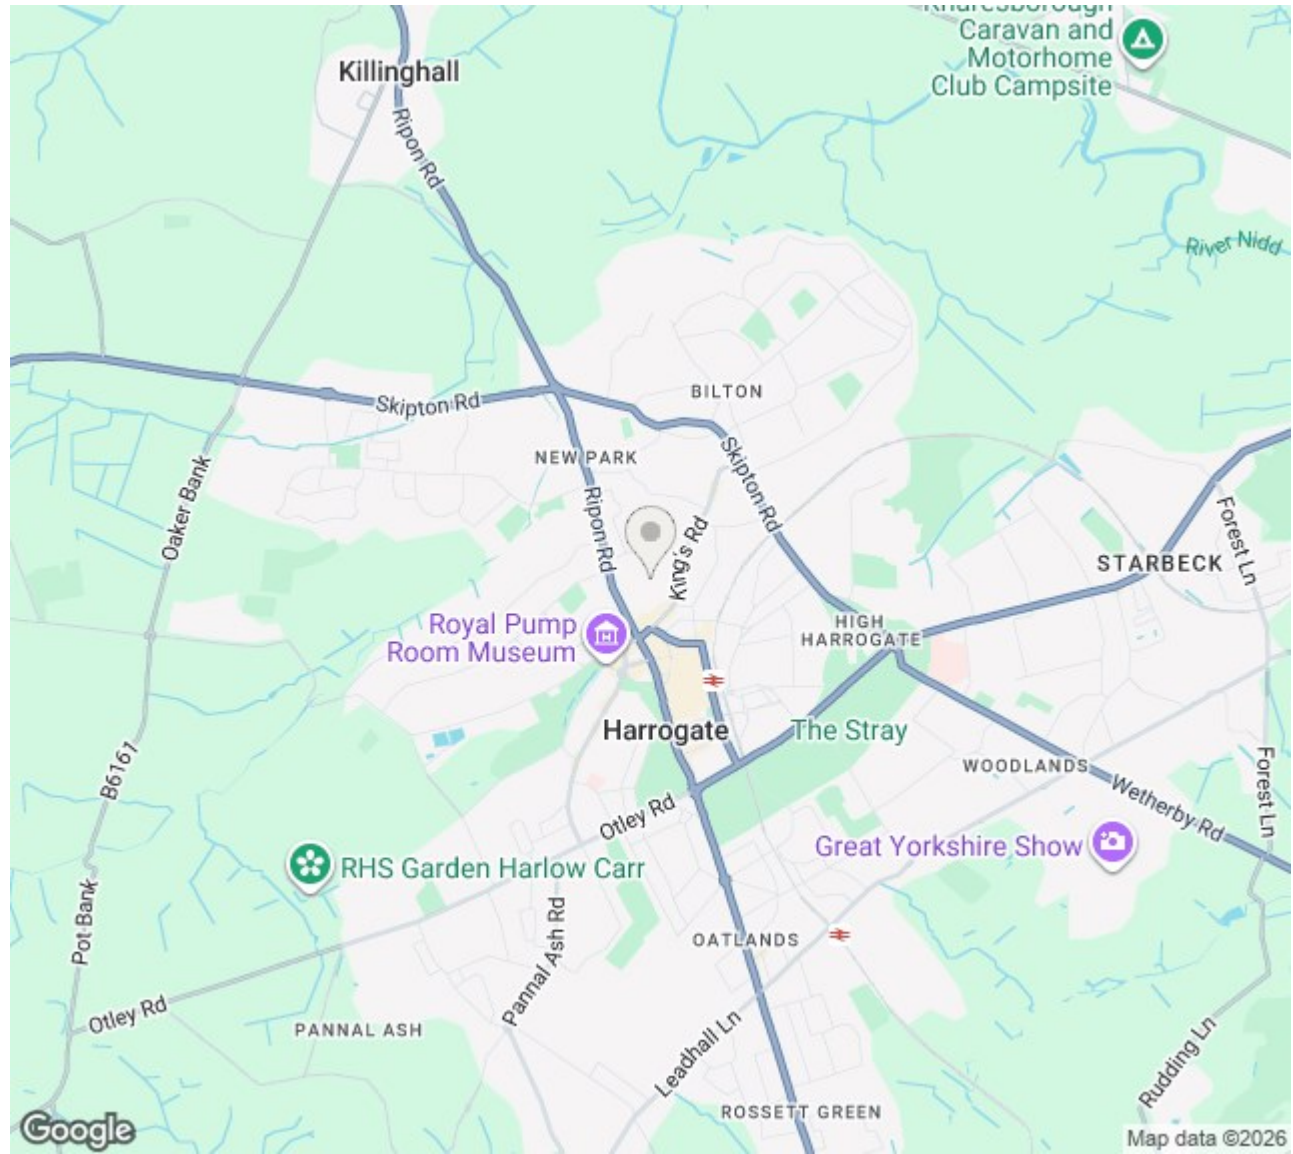 Knaresborough
Caravan and
Motorhome
Club Campsite
Killinghall
Ripon Rd
River Nidd
BILTON
Skipton Rd
NEW PARK
Skipton Rd
Oaker Bank
Ripon Rd
King's Rd
Forest Ln
STARBECK
Royal Pump
Room Museum
HIGH
HARROGATE
Harrogate
The Stray
B6161
WOODLANDS
Wetherby Rd
Forest Ln
Otley Rd
Great Yorkshire Show
RHS Garden Harlow Carr
Pot Bank
Pannal Ash Rd
OATLANDS
Otley Rd
PANNAL ASH
Leadhall Ln
Rudding Ln
ROSSETT GREEN
Google
Map data ©2026